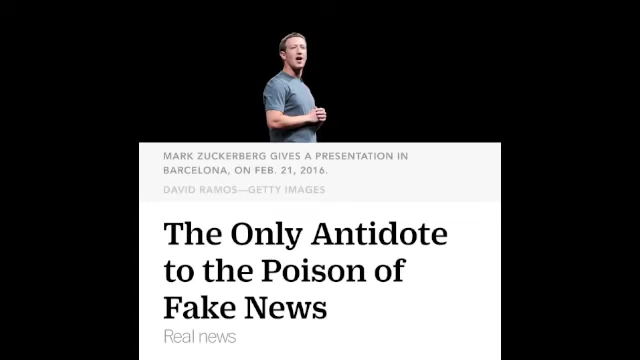 MARK ZUCKERBERG GIVES A PRESENTATION IN
BARCELONA, ON FEB. 21, 2016.
DAVID RAMOS—GETTY IMAGES
The Only Antidote
to the Poison of
Fake News
Real news